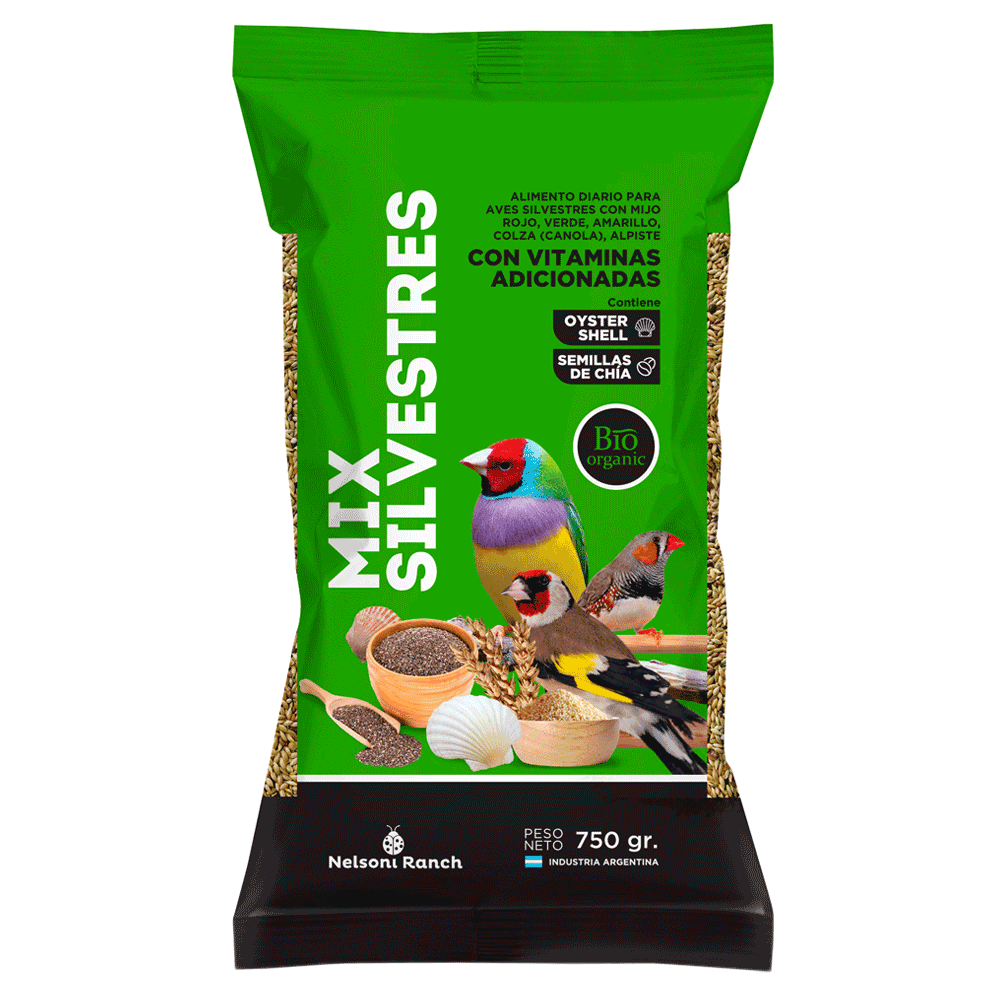 MIX
SILVESTRES
ALIMENTO DIARIO PARA
AVES SILVESTRES CON MIJO
ROJO, VERDE, AMARILLO,
COLZA (CANOLA), ALPISTE
CON VITAMINAS
ADICIONADAS
Contiene
OYSTER
SHELL
SEMILLAS
DE CHÍA
Bio
organic
Nelsoni Ranch
PESO
NETO 750 gr.
INDUSTRIA ARGENTINA